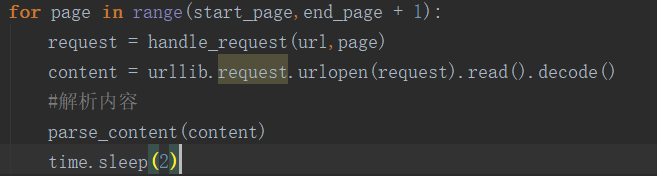 for page in range(start_page,end_page + 1):
    request = handle_request(url,page)
    content = urllib.request.urlopen(request).read().decode()
    #解析内容
    parse_content(content)
    time.sleep(2)